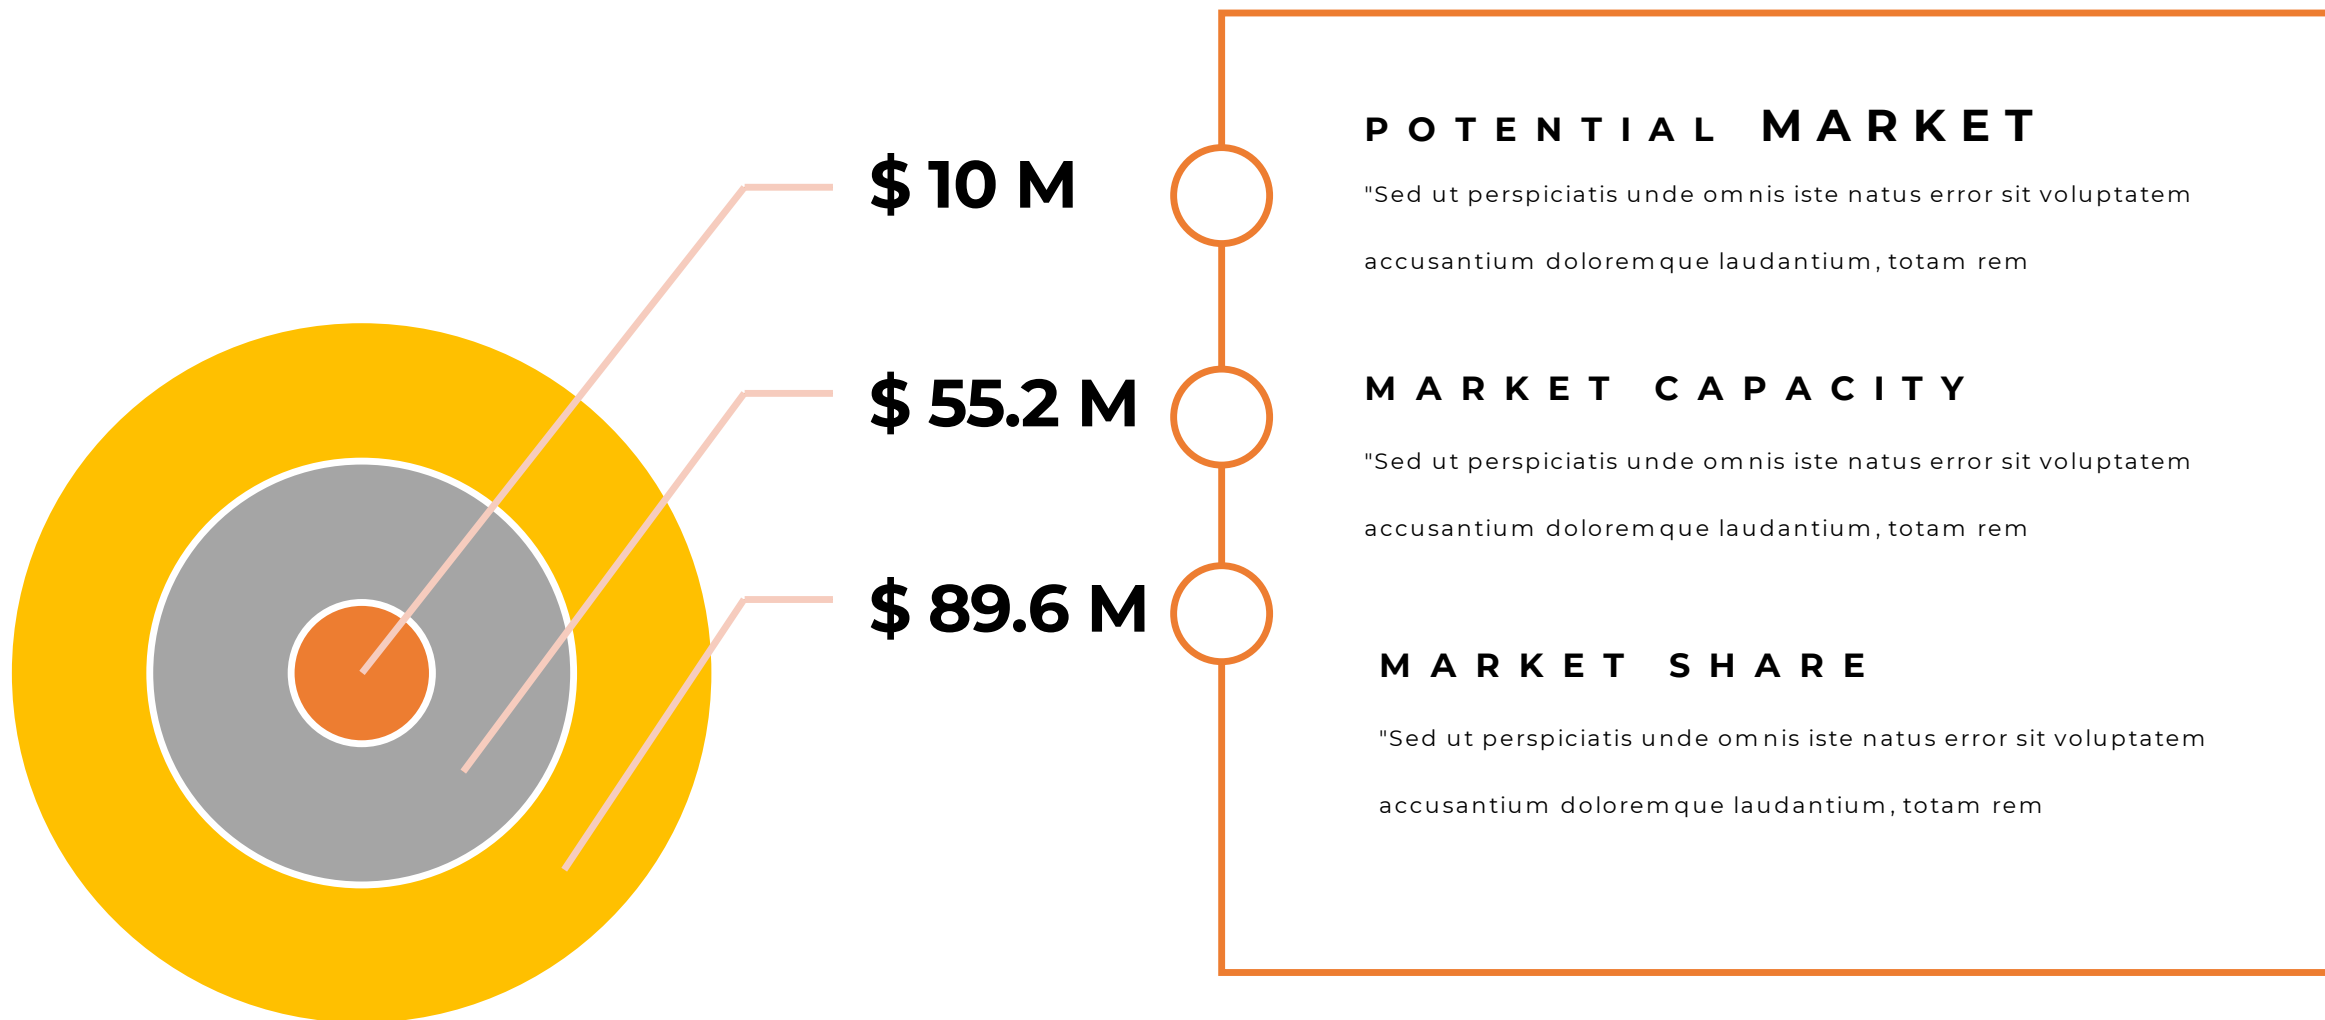 $ 10 M
$ 55.2 M
$ 89.6 M
POTENTIAL MARKET
"Sed ut perspiciatis unde omnis iste natus error sit voluptatem
accusantium doloremque laudantium, totam rem
MARKET CAPACITY
"Sed ut perspiciatis unde omnis iste natus error sit voluptatem
accusantium doloremque laudantium, totam rem
MARKET SHARE
"Sed ut perspiciatis unde omnis iste natus error sit voluptatem
accusantium doloremque laudantium, totam rem